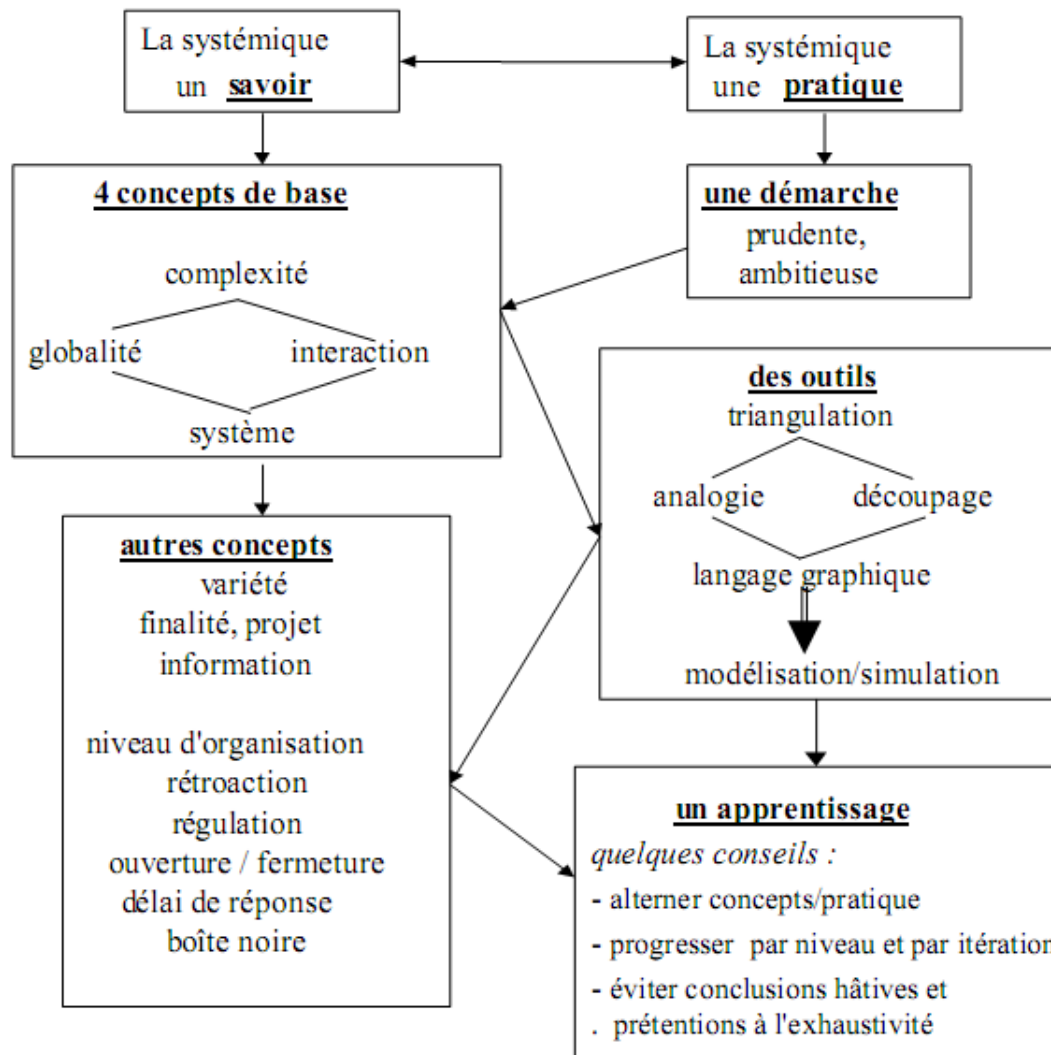 La systémique
un savoir
La systémique
une pratique
4 concepts de base
complexité
globalité interaction
système
une démarche
prudente,
ambitieuse
des outils
triangulation
analogie découpage
langage graphique
modélisation/simulation
autres concepts
variété
finalité, projet
information
niveau d'organisation
rétroaction
régulation
ouverture / fermeture
délai de réponse
boîte noire
un apprentissage
quelques conseils :
- alterner concepts/pratique
- progresser par niveau et par itération
- éviter conclusions hâtives et
. prétentions à l'exhaustivité